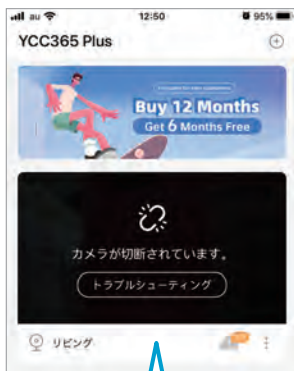 au 12:50 95%
YCC365 Plus
Buy 12 Months
Get 6 Months Free
カメラが切断されています。
トラブルシューティング
リビング